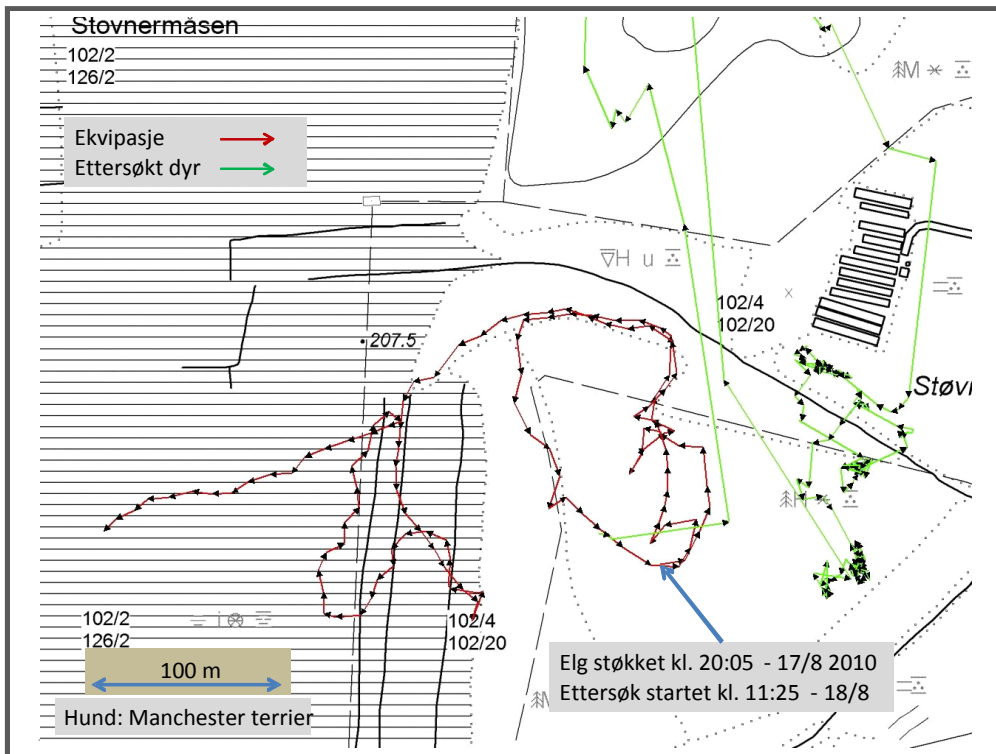 Stovnermåsen
102/2
126/2
Ekvipasje
Ettersøkt dyr
H u
102/4
102/20
207.5
Støvr
102/2
126/2
102/4
102/20
100 m
Elg støkket kl. 20:05 - 17/8 2010
Ettersøk startet kl. 11:25 - 18/8
Hund: Manchester terrier